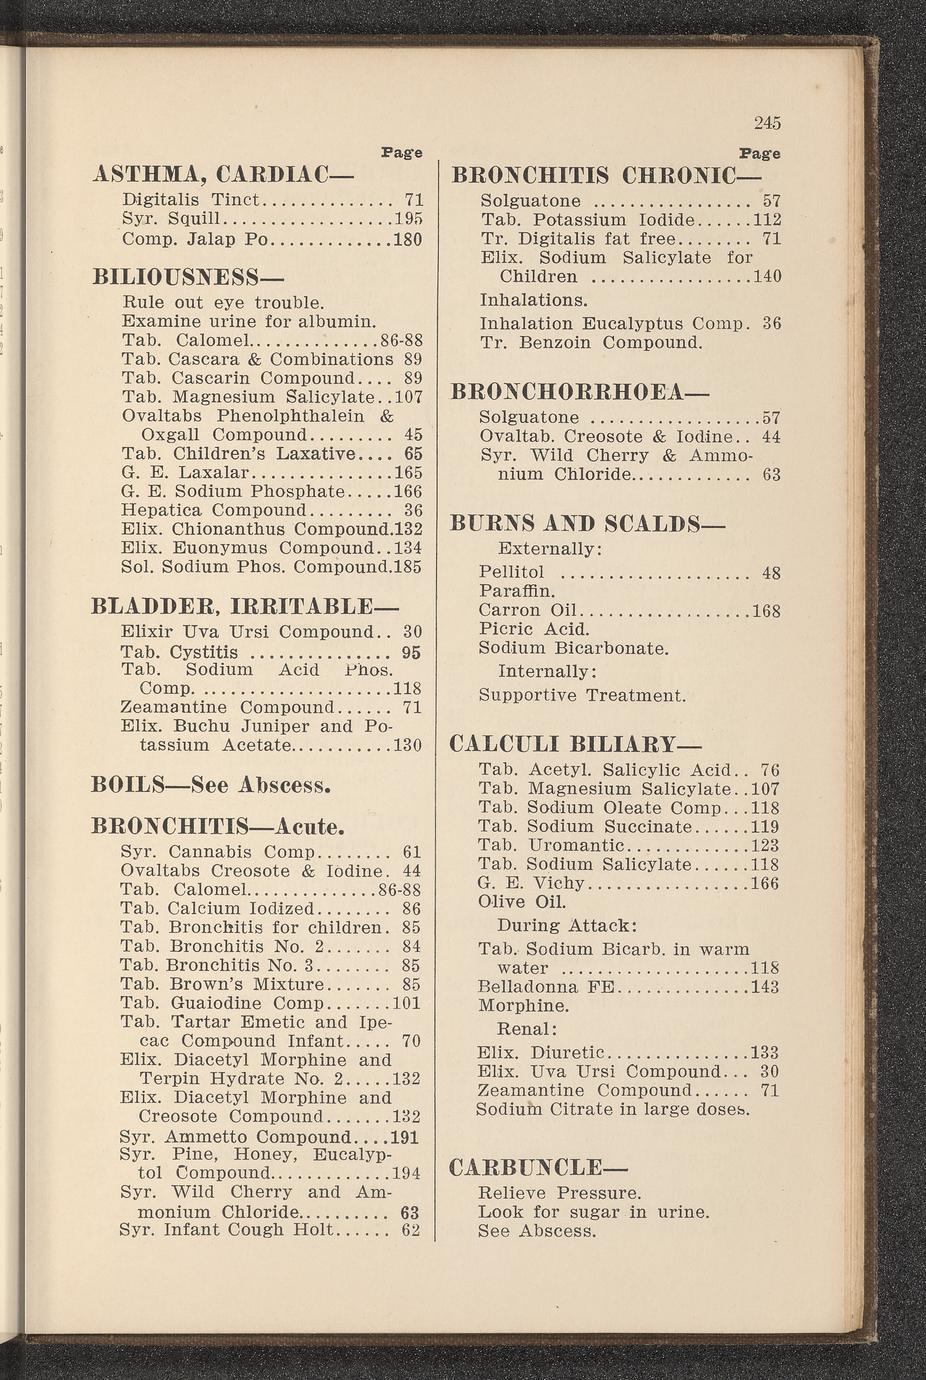 245
Page
ASTHMA, CARDIAC—
Digitalis Tinct.............. 71
Syr. Squill..................195
Comp. Jalap Po.............180
BILIOUSNESS—
Rule out eye trouble.
Examine urine for albumin.
Tab. Calomel..............86-88
Tab. Cascara & Combinations 89
Tab. Cascarin Compound.... 89
Tab. Magnesium Salicylate..107
Ovaltabs Phenolphthalein &
Oxgall Compound......... 45
Tab. Children's Laxative.... 65
G. E. Laxalar...............165
G. E. Sodium Phosphate.....166
Hepatica Compound......... 36
Elix. Chionanthus Compound.132
Elix. Euonymus Compound..134
Sol. Sodium Phos. Compound.185
BLADDER, IRRITABLE—
Elixir Uva Ursi Compound.. 30
Tab. Cystitis ............... 95
Tab. Sodium Acid Phos.
Comp. ....................118
Zeamantine Compound...... 71
Elix. Buchu Juniper and Po-
tassium Acetate...........130
BOILS—See Abscess.
BRONCHITIS—Acute.
Syr. Cannabis Comp........ 61
Ovaltabs Creosote & Iodine. 44
Tab. Calomel..............86-88
Tab. Calcium Iodized........ 86
Tab. Bronchitis for children. 85
Tab. Bronchitis No. 2....... 84
Tab. Bronchitis No. 3........ 85
Tab. Brown's Mixture....... 85
Tab. Guaiodine Comp.......101
Tab. Tartar Emetic and Ipe-
cac Compound Infant..... 70
Elix. Diacetyl Morphine and
Terpin Hydrate No. 2.....132
Elix. Diacetyl Morphine and
Creosote Compound.......132
Syr. Ammetto Compound....191
Syr. Pine, Honey, Eucalyp-
tol Compound.............194
Syr. Wild Cherry and Am-
monium Chloride.......... 63
Syr. Infant Cough Holt...... 62
Page
BRONCHITIS CHRONIC—
Solguatone ................. 57
Tab. Potassium Iodide......112
Tr. Digitalis fat free........ 71
Elix. Sodium Salicylate for
Children .................140
Inhalations.
Inhalation Eucalyptus Comp. 36
Tr. Benzoin Compound.
BRONCHORRHOEA—
Solguatone ..................57
Ovaltab. Creosote & Iodine.. 44
Syr. Wild Cherry & Ammo-
nium Chloride............. 63
BURNS AND SCALDS—
Externally:
Pellitol .................... 48
Paraffin.
Carron Oil..................168
Picric Acid.
Sodium Bicarbonate.
Internally:
Supportive Treatment.
CALCULI BILIARY—
Tab. Acetyl. Salicylic Acid.. 76
Tab. Magnesium Salicylate..107
Tab. Sodium Oleate Comp...118
Tab. Sodium Succinate......119
Tab. Uromantic.............123
Tab. Sodium Salicylate......118
G. E. Vichy.................166
Olive Oil.
During Attack:
Tab. Sodium Bicarb. in warm
water ....................118
Belladonna FE..............143
Morphine.
Renal:
Elix. Diuretic...............133
Elix. Uva Ursi Compound... 30
Zeamantine Compound...... 71
Sodium Citrate in large doses.
CARBUNCLE—
Relieve Pressure.
Look for sugar in urine.
See Abscess.